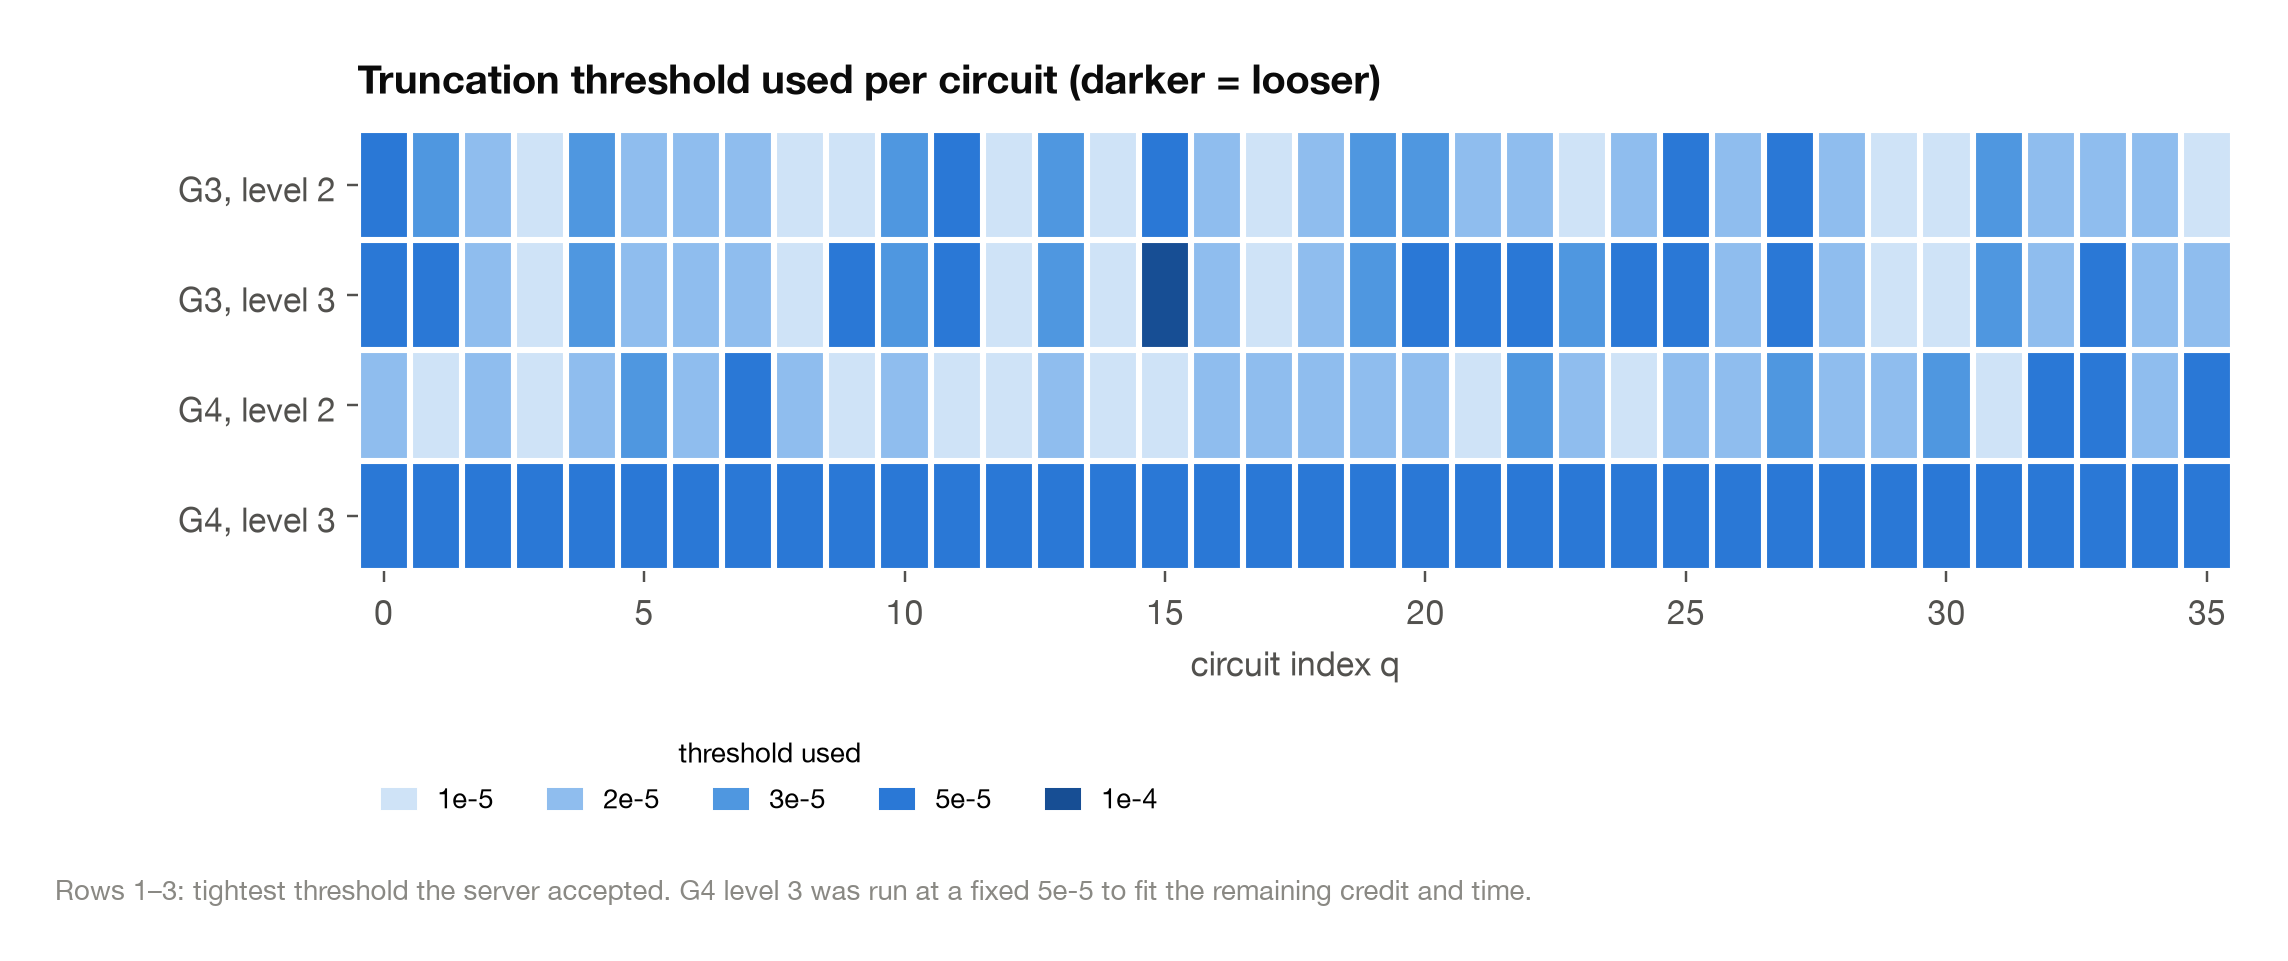 Truncation threshold used per circuit (darker = looser)
G3, level 2
G3, level 3
G4, level 2
G4, level 3
0 5 10 15 20 25 30 35
circuit index q
threshold used
1e-5 2e-5 3e-5 5e-5 1e-4
Rows 1–3: tightest threshold the server accepted. G4 level 3 was run at a fixed 5e-5 to fit the remaining credit and time.